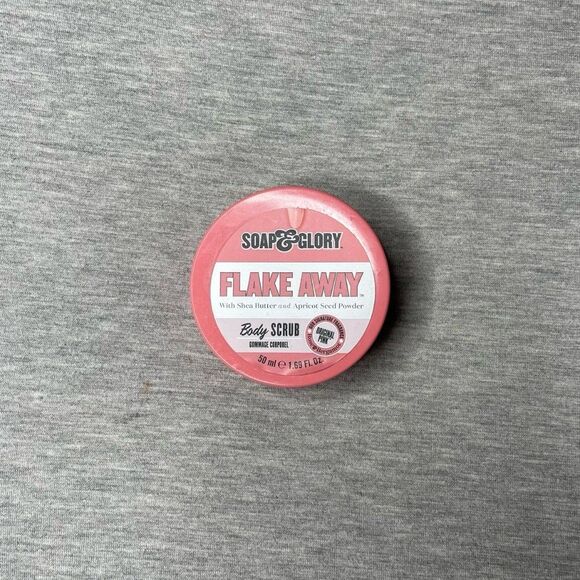 SOAP&GLORY
FLAKE AWAY™
With Shea Butter and Apricot Seed Powder
Body SCRUB
GOMMAGE CORPOREL
ORIGINAL
PINK
50 ml ℮ 1.69 FL.OZ